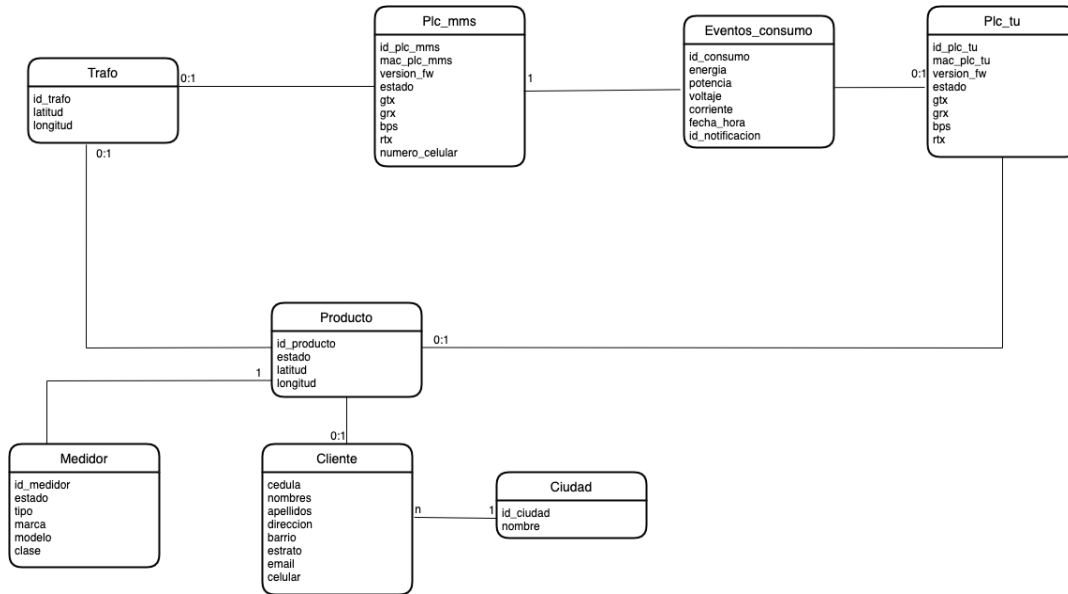 Trafo
id_trafo
latitud
longitud
0:1
0:1
Plc_mms
id_plc_mms
mac_plc_mms
version_fw
estado
gtx
grx
bps
rtx
numero_celular
1
Eventos_consumo
id_consumo
energia
potencia
voltaje
corriente
fecha_hora
id_notificacion
0:1
Plc_tu
id_plc_tu
mac_plc_tu
version_fw
estado
gtx
grx
bps
rtx
Producto
id_producto
estado
latitud
longitud
0:1
1
0:1
Medidor
id_medidor
estado
tipo
marca
modelo
clase
Cliente
cedula
nombres
apellidos
direccion
barrio
estrato
email
celular
n
1
Ciudad
id_ciudad
nombre